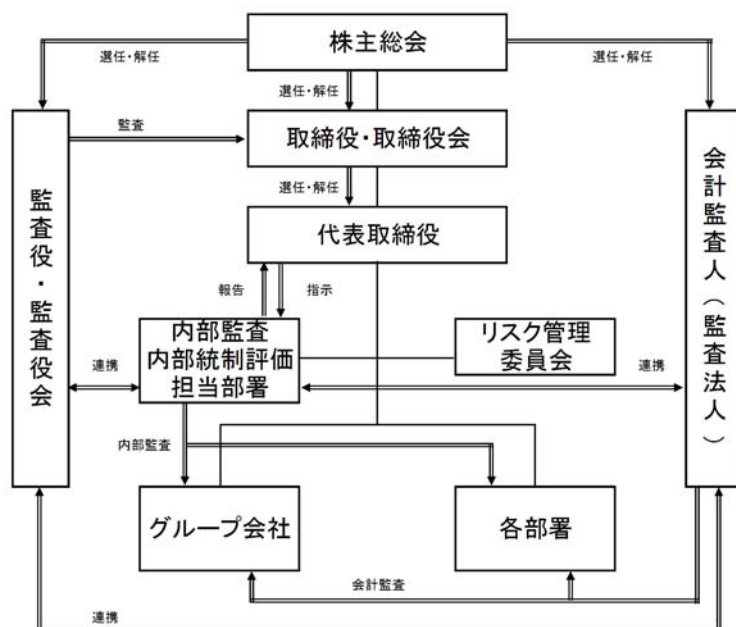 株主総会
選任・解任
選任・解任
選任・解任
監査
取締役・取締役会
選任・解任
代表取締役
監査役・監査役会
会計監査人(監査法人)
報告
指示
内部監査
内部統制評価
担当部署
リスク管理
委員会
連携
連携
内部監査
グループ会社
各部署
会計監査
連携